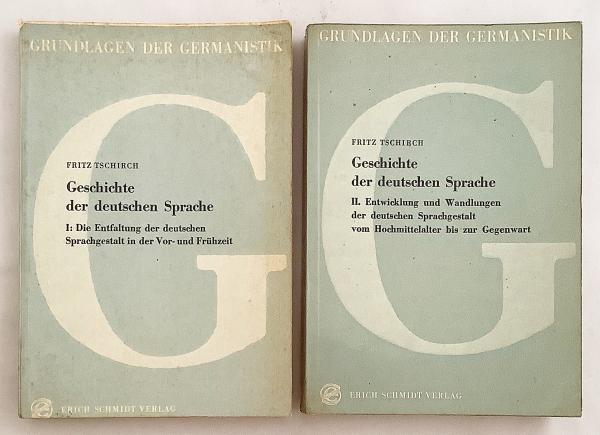 GRUNDLAGEN DER GERMANISTIK
G
FRITZ TSCHIRCH
Geschichte
der deutschen Sprache
I: Die Entfaltung der deutschen
Sprachgestalt in der Vor- und Frühzeit
ERICH SCHMIDT VERLAG
GRUNDLAGEN DER GERMANISTIK
G
FRITZ TSCHIRCH
Geschichte
der deutschen Sprache
II. Entwicklung und Wandlungen
der deutschen Sprachgestalt
vom Hochmittelalter bis zur Gegenwart
ERICH SCHMIDT VERLAG